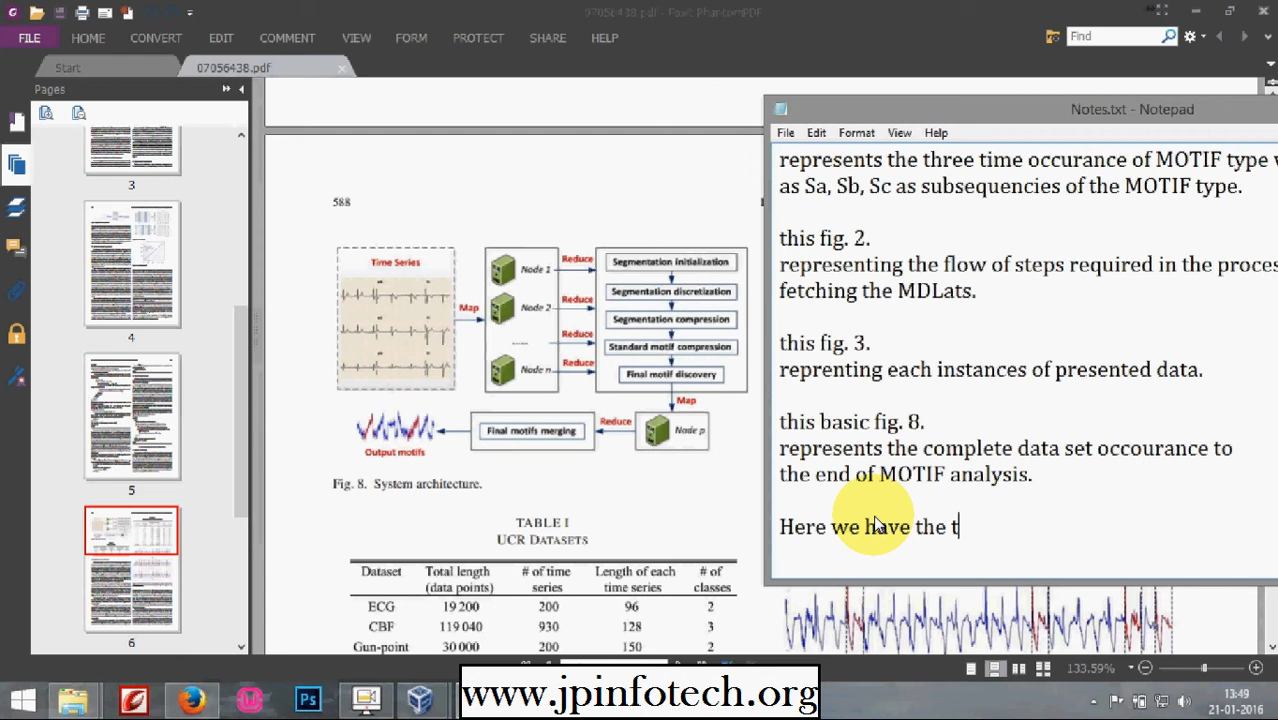 07056438.pdf - Foxit PhantomPDF
FILE HOME CONVERT EDIT COMMENT VIEW FORM PROTECT SHARE HELP
Find
Start
07056438.pdf
Pages
3
4
5
6
588
Time Series
Map
Node 1
Node 2
Node n
Reduce
Reduce
Reduce
Reduce
Segmentation initialization
Segmentation discretization
Segmentation compression
Standard motif compression
Final motif discovery
Map
Node p
Reduce
Final motifs merging
Output motifs
Fig. 8. System architecture.
TABLE I
UCR DATASETS
Dataset Total length (data points) # of time series Length of each time series # of classes
ECG 19 200 200 96 2
CBF 119 040 930 128 3
Gun-point 30 000 200 150 2
Notes.txt - Notepad
File Edit Format View Help
represents the three time occurance of MOTIF type
as Sa, Sb, Sc as subsequencies of the MOTIF type.
this fig. 2.
representing the flow of steps required in the proces
fetching the MDLats.
this fig. 3.
reprenting each instances of presented data.
this basic fig. 8.
represents the complete data set occourance to
the end of MOTIF analysis.
Here we have the t
133.59%
www.jpinfotech.org
13:49
21-01-2016